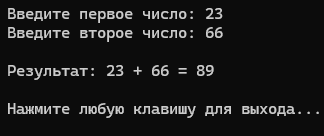 Введите первое число: 23
Введите второе число: 66
Результат: 23 + 66 = 89
Нажмите любую клавишу для выхода...